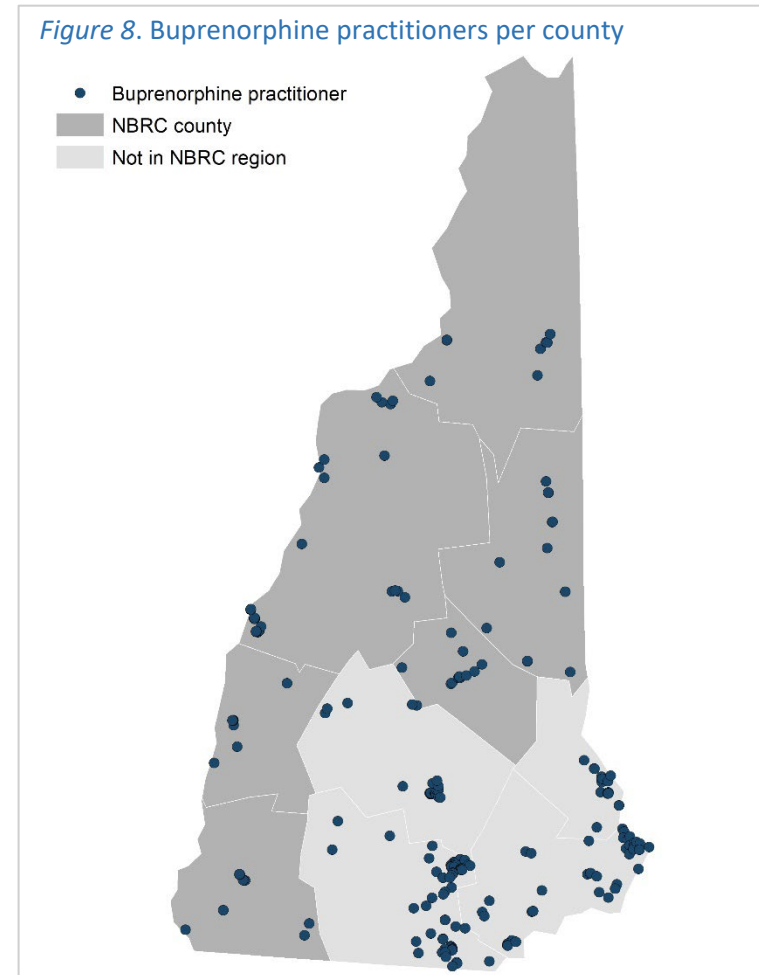 Figure 8. Buprenorphine practitioners per county
Buprenorphine practitioner
NBRC county
Not in NBRC region